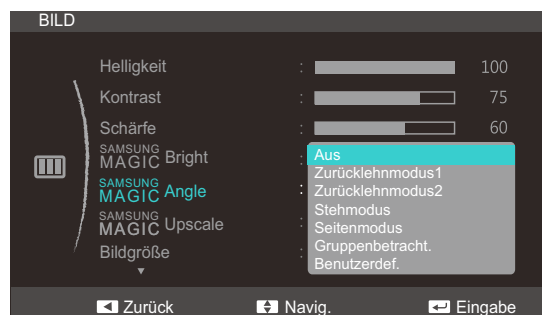 BILD
Helligkeit : 100
Kontrast : 75
Schärfe : 60
SAMSUNG MAGIC Bright :
SAMSUNG MAGIC Angle :
SAMSUNG MAGIC Upscale :
Bildgröße :
Aus
Zurücklehnmodus1
Zurücklehnmodus2
Stehmodus
Seitenmodus
Gruppenbetracht.
Benutzerdef.
Zurück Navig. Eingabe